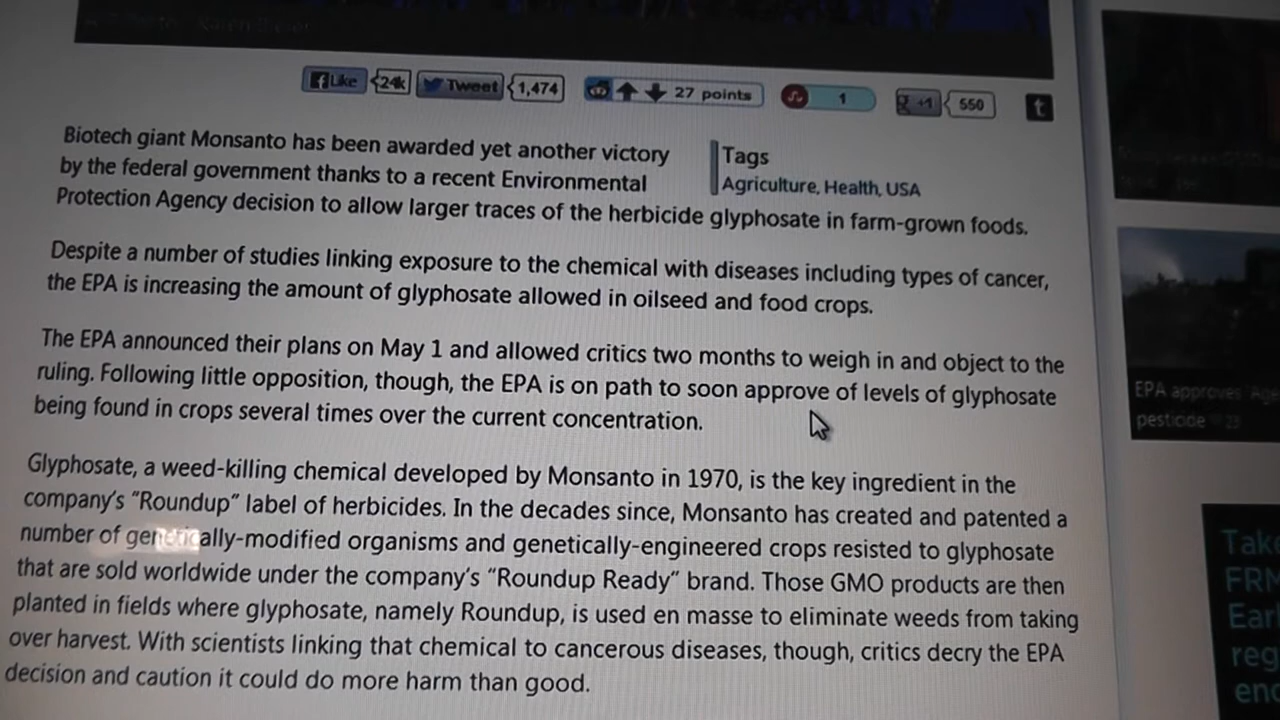 Like 24k Tweet 1,474 27 points 1 +1 550 t
Biotech giant Monsanto has been awarded yet another victory
by the federal government thanks to a recent Environmental
Protection Agency decision to allow larger traces of the herbicide glyphosate in farm-grown foods.
Tags
Agriculture, Health, USA
Despite a number of studies linking exposure to the chemical with diseases including types of cancer,
the EPA is increasing the amount of glyphosate allowed in oilseed and food crops.
The EPA announced their plans on May 1 and allowed critics two months to weigh in and object to the
ruling. Following little opposition, though, the EPA is on path to soon approve of levels of glyphosate
being found in crops several times over the current concentration.
Glyphosate, a weed-killing chemical developed by Monsanto in 1970, is the key ingredient in the
company's "Roundup" label of herbicides. In the decades since, Monsanto has created and patented a
number of genetically-modified organisms and genetically-engineered crops resisted to glyphosate
that are sold worldwide under the company's "Roundup Ready" brand. Those GMO products are then
planted in fields where glyphosate, namely Roundup, is used en masse to eliminate weeds from taking
over harvest. With scientists linking that chemical to cancerous diseases, though, critics decry the EPA
decision and caution it could do more harm than good.
EPA approves
pesticide 23
Take
FRN
Earl
reg
enc